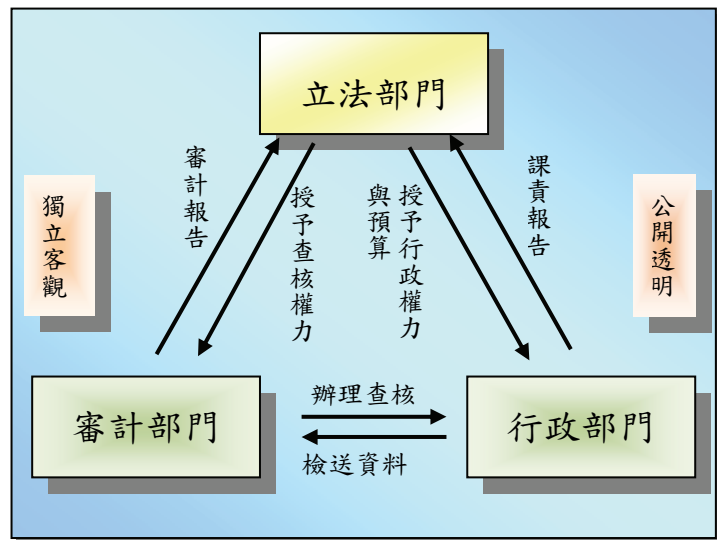 立法部門
審計報告
授予查核權力
授予行政權力
與預算
課責報告
獨立客觀
公開透明
審計部門
辦理查核
檢送資料
行政部門